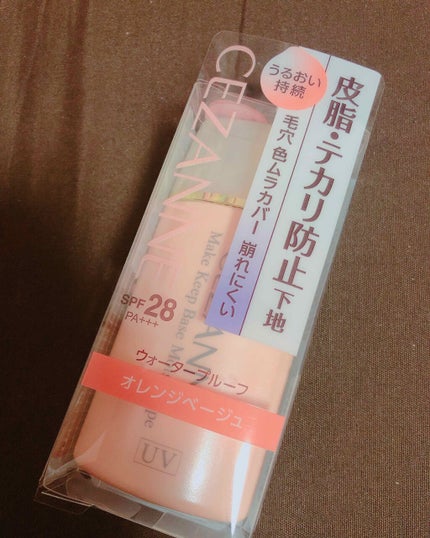 CEZANNE
うるおい
持続
皮脂・テカリ防止下地
毛穴 色ムラカバー 崩れにくい
SPF28
PA+++
Make Keep Base
ウォータープルーフ
オレンジベージュ
UV